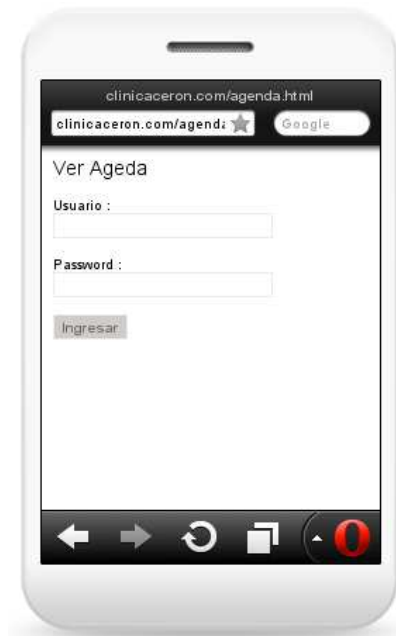 clinicaceron.com/agenda.html
clinicaceron.com/agenda
Google
Ver Ageda
Usuario :
Password :
Ingresar